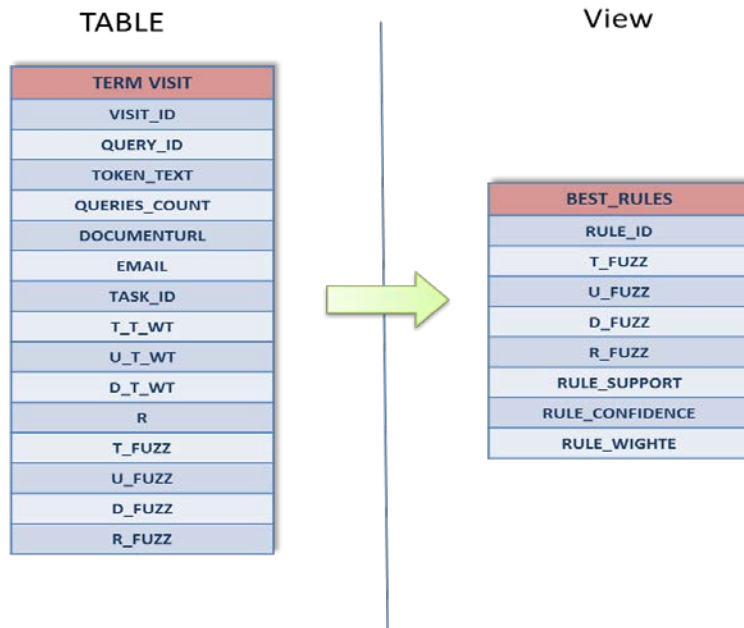 TABLE
TERM VISIT
VISIT_ID
QUERY_ID
TOKEN_TEXT
QUERIES_COUNT
DOCUMENTURL
EMAIL
TASK_ID
T_T_WT
U_T_WT
D_T_WT
R
T_FUZZ
U_FUZZ
D_FUZZ
R_FUZZ
View
BEST_RULES
RULE_ID
T_FUZZ
U_FUZZ
D_FUZZ
R_FUZZ
RULE_SUPPORT
RULE_CONFIDENCE
RULE_WIGHTE